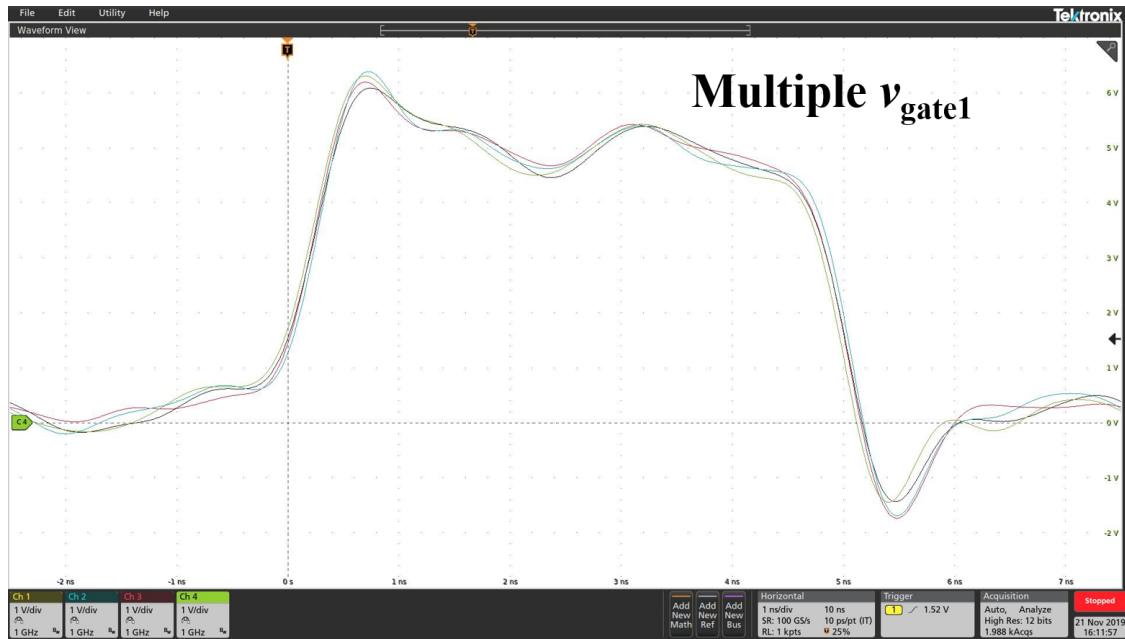 File Edit Utility Help
Tektronix
Waveform View
T
T
Multiple vgate1
6 V
5 V
4 V
3 V
2 V
1 V
0 V
-1 V
-2 V
C4
-2 ns -1 ns 0 s 1 ns 2 ns 3 ns 4 ns 5 ns 6 ns 7 ns
Ch 1
1 V/div
1 GHz Bw
Ch 2
1 V/div
1 GHz Bw
Ch 3
1 V/div
1 GHz Bw
Ch 4
1 V/div
1 GHz Bw
Add
New
Math
Add
New
Ref
Add
New
Bus
Horizontal
1 ns/div 10 ns
SR: 100 GS/s 10 ps/pt (IT)
RL: 1 kpts T 25%
Trigger
1 1.52 V
Acquisition
Auto, Analyze
High Res: 12 bits
1.988 kAcqs
Stopped
21 Nov 2019
16:11:57